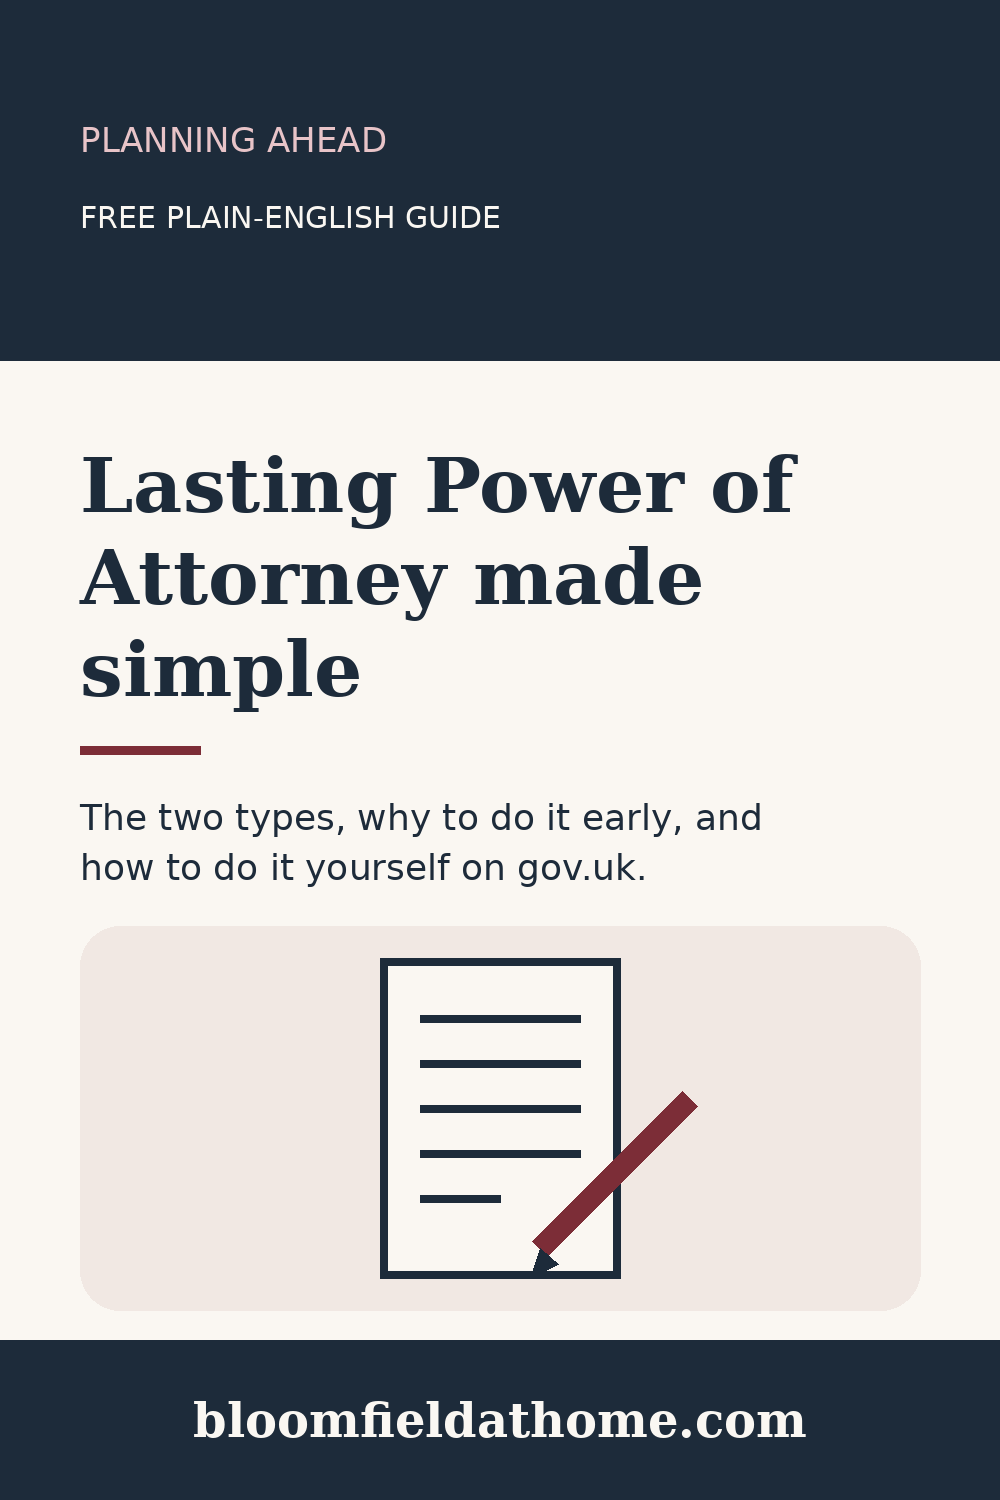 PLANNING AHEAD
FREE PLAIN-ENGLISH GUIDE
Lasting Power of
Attorney made
simple
The two types, why to do it early, and
how to do it yourself on gov.uk.
bloomfieldathome.com